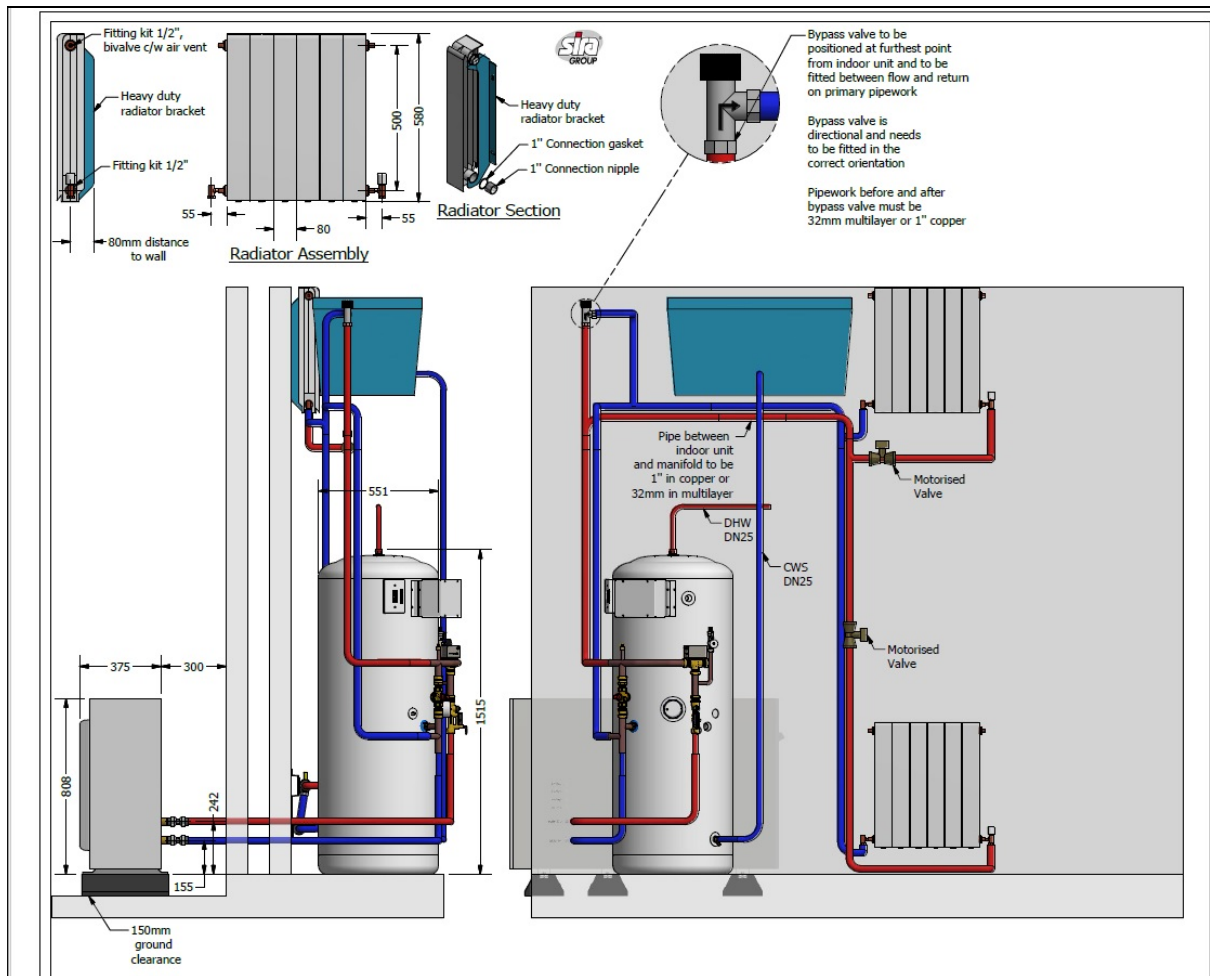 Fitting kit 1/2",
bivalve c/w air vent
Heavy duty
radiator bracket
Fitting kit 1/2"
80mm distance
to wall
55
80
55
500
580
Radiator Assembly
sira
GROUP
Heavy duty
radiator bracket
1" Connection gasket
1" Connection nipple
Radiator Section
Bypass valve to be
positioned at furthest point
from indoor unit and to be
fitted between flow and return
on primary pipework
Bypass valve is
directional and needs
to be fitted in the
correct orientation
Pipework before and after
bypass valve must be
32mm multilayer or 1" copper
551
375
300
808
242
155
1515
150mm
ground
clearance
Pipe between
indoor unit
and manifold to be
1" in copper or
32mm in multilayer
DHW
DN25
CWS
DN25
Motorised
Valve
Motorised
Valve